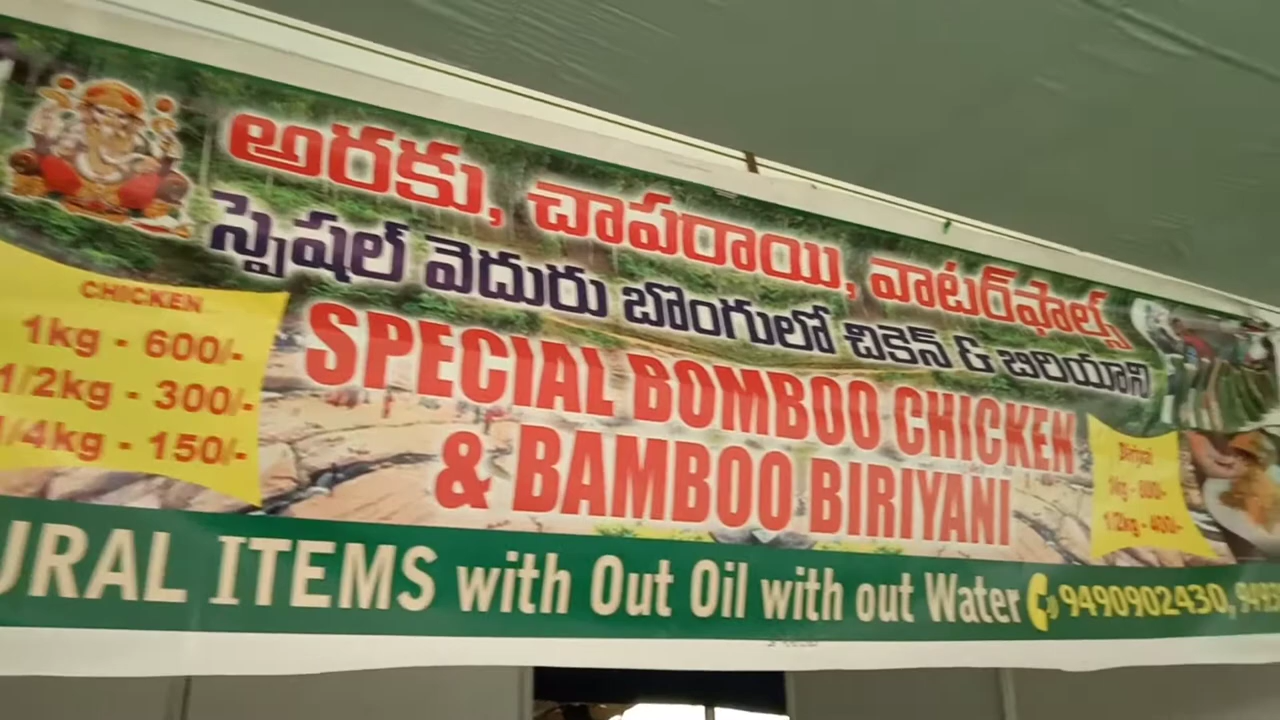 అరకు, చాపరాయి, వాటర్‌ఫాల్స్
స్పెషల్ వెదురు బొంగులో చికెన్ & బిరియాని
CHICKEN
1kg - 600/-
1/2kg - 300/-
1/4kg - 150/-
SPECIAL BOMBOO CHICKEN
& BAMBOO BIRIYANI
1kg - 800/-
1/2kg - 400/-
URAL ITEMS with Out Oil with out Water 9490902430,